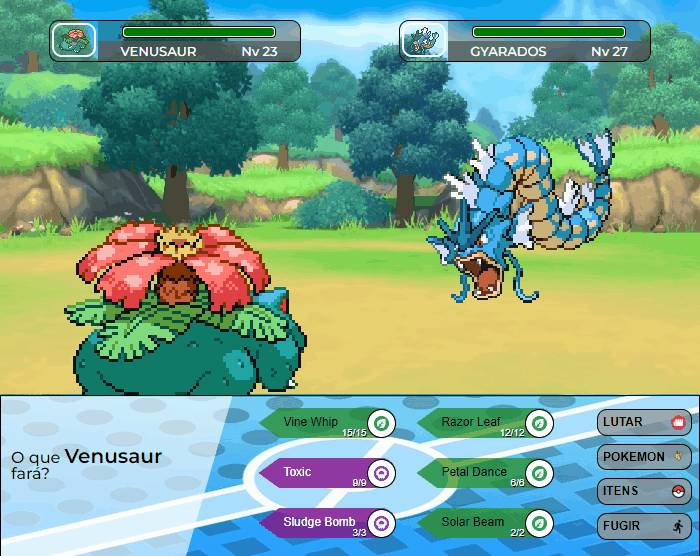 VENUSAUR Nv 23
GYARADOS Nv 27
O que Venusaur
fará?
Vine Whip
15/15
Razor Leaf
12/12
Toxic
9/9
Petal Dance
6/6
Sludge Bomb
3/3
Solar Beam
2/2
LUTAR
POKEMON
ITENS
FUGIR